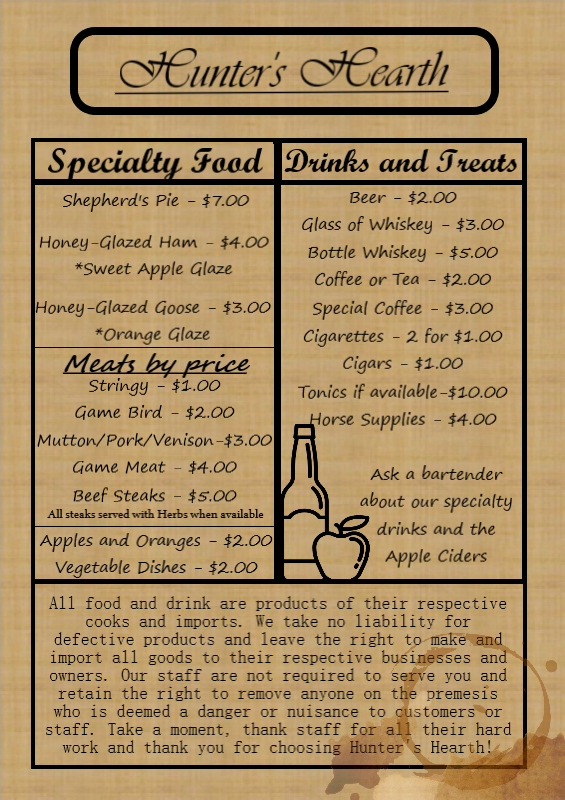 Hunter's Hearth
Specialty Food
Shepherd's Pie - $7.00
Honey-Glazed Ham - $4.00
*Sweet Apple Glaze
Honey-Glazed Goose - $3.00
*Orange Glaze
Meats by price
Stringy - $1.00
Game Bird - $2.00
Mutton/Pork/Venison-$3.00
Game Meat - $4.00
Beef Steaks - $5.00
All steaks served with Herbs when available
Apples and Oranges - $2.00
Vegetable Dishes - $2.00
Drinks and Treats
Beer - $2.00
Glass of Whiskey - $3.00
Bottle Whiskey - $5.00
Coffee or Tea - $2.00
Special Coffee - $3.00
Cigarettes - 2 for $1.00
Cigars - $1.00
Tonics if available-$10.00
Horse Supplies - $4.00
Ask a bartender
about our specialty
drinks and the
Apple Ciders
All food and drink are products of their respective
cooks and imports. We take no liability for
defective products and leave the right to make and
import all goods to their respective businesses and
owners. Our staff are not required to serve you and
retain the right to remove anyone on the premesis
who is deemed a danger or nuisance to customers or
staff. Take a moment, thank staff for all their hard
work and thank you for choosing Hunter's Hearth!